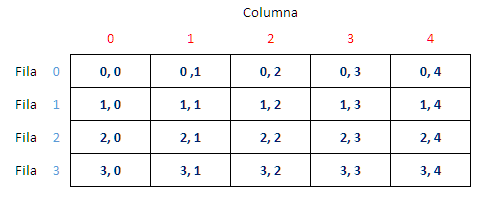 Columna
0 1 2 3 4
Fila 0 0, 0 0 ,1 0, 2 0, 3 0, 4
Fila 1 1, 0 1, 1 1, 2 1, 3 1, 4
Fila 2 2, 0 2, 1 2, 2 2, 3 2, 4
Fila 3 3, 0 3, 1 3, 2 3, 3 3, 4